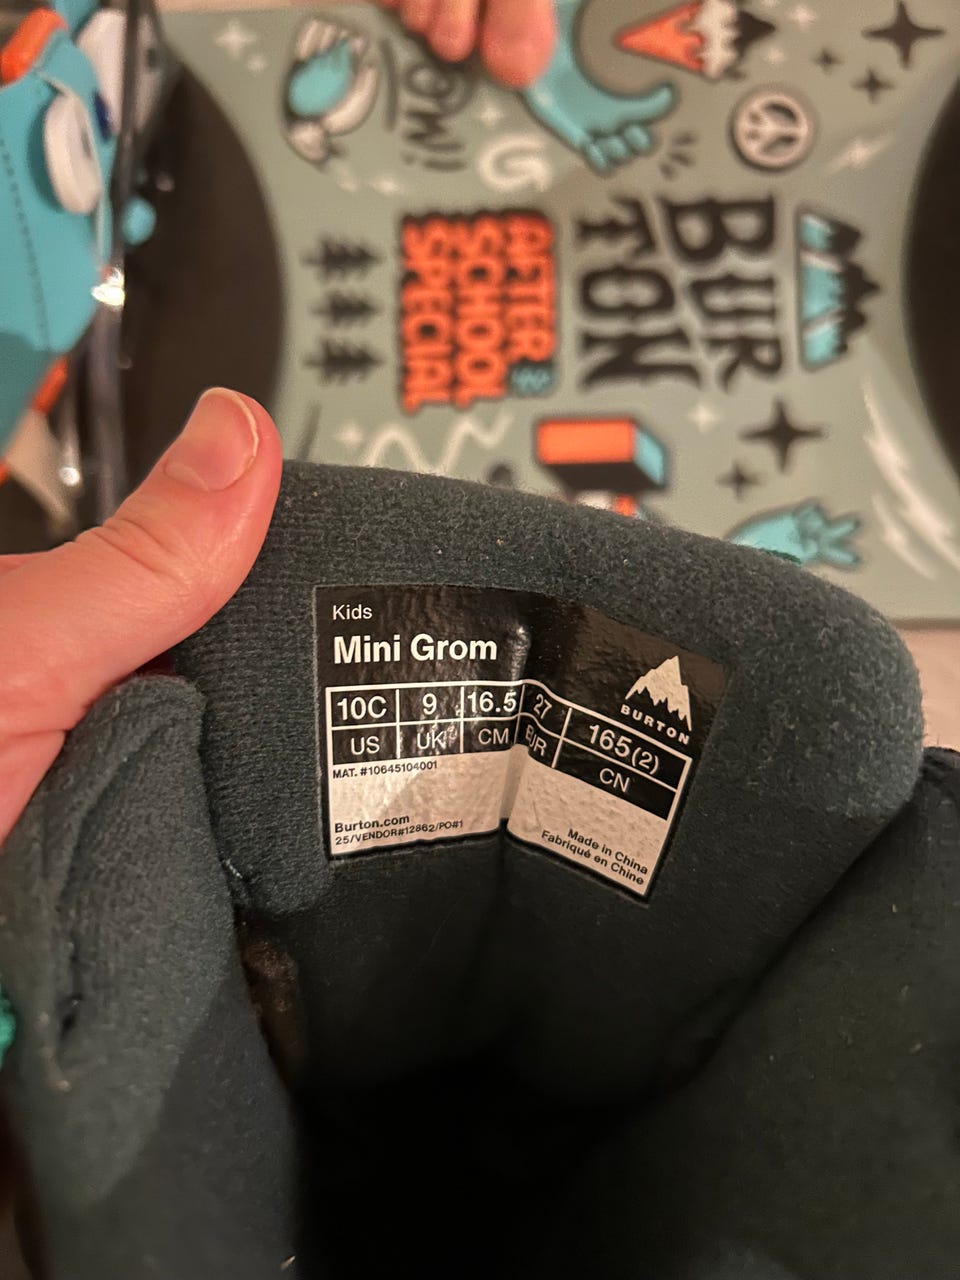 OW!!
BUR
TON
AFTER
SCHOOL
SPECIAL
Kids
Mini Grom
BURTON
10C 9 16.5 27 165(2)
US UK CM EUR CN
MAT. #10645104001
Burton.com
25/VENDOR#12862/PO#1
Made in China
Fabriqué en Chine